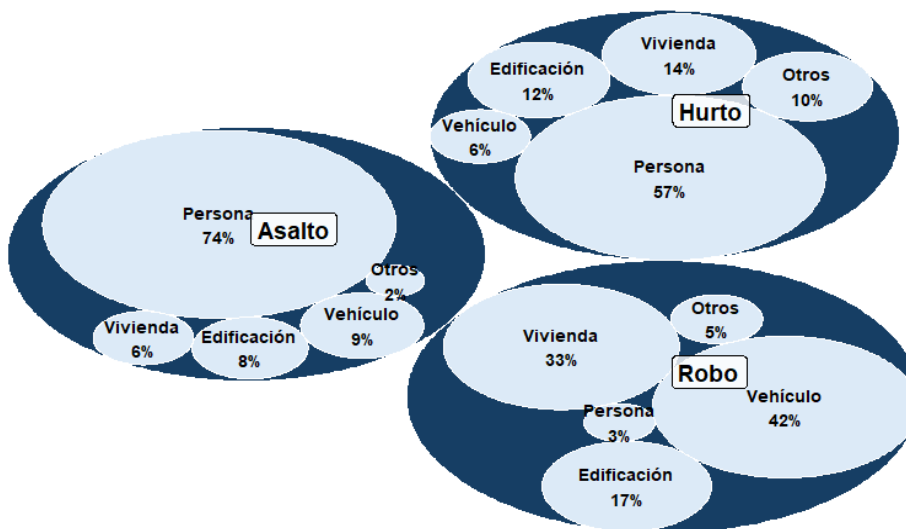 Vivienda
14%
Edificación
12%
Otros
10%
Hurto
Vehículo
6%
Persona
57%
Persona
74%
Asalto
Otros
2%
Vehículo
9%
Vivienda
6%
Edificación
8%
Otros
5%
Vivienda
33%
Robo
Vehículo
42%
Persona
3%
Edificación
17%